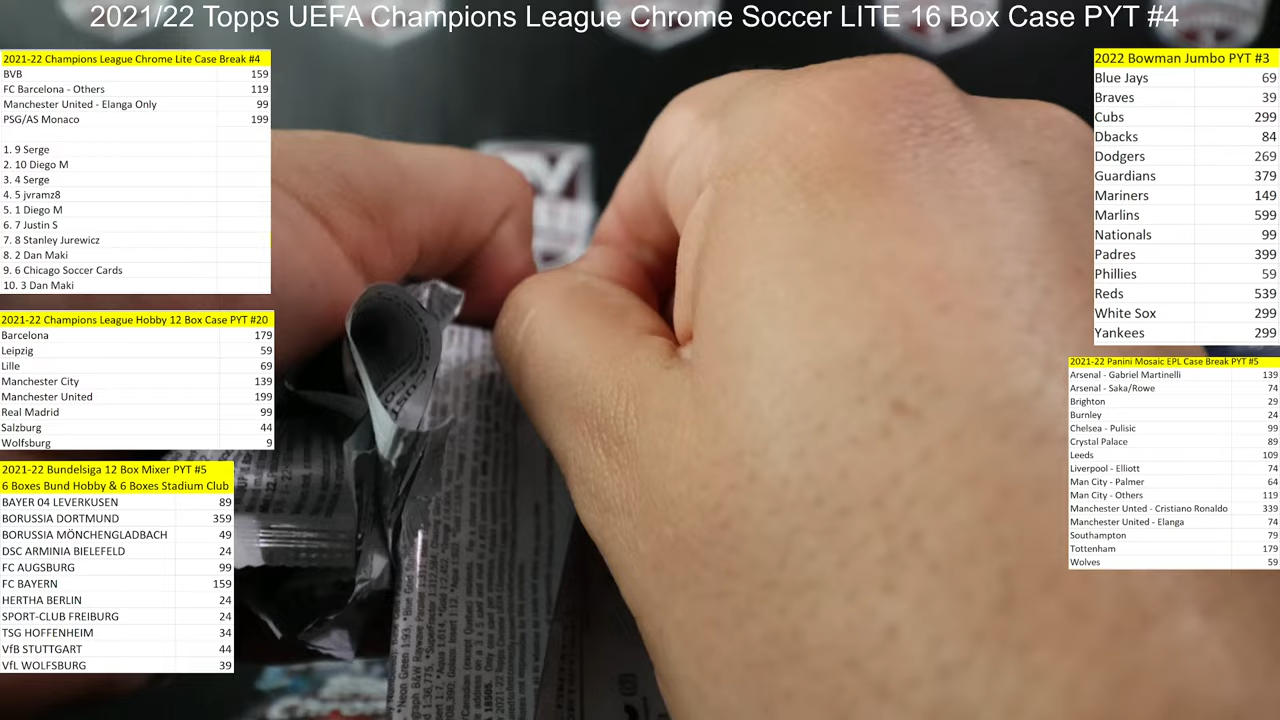 2021/22 Topps UEFA Champions League Chrome Soccer LITE 16 Box Case PYT #4
2021-22 Champions League Chrome Lite Case Break #4
BVB 159
FC Barcelona - Others 119
Manchester United - Elanga Only 99
PSG/AS Monaco 199
1. 9 Serge
2. 10 Diego M
3. 4 Serge
4. 5 jvramz8
5. 1 Diego M
6. 7 Justin S
7. 8 Stanley Jurewicz
8. 2 Dan Maki
9. 6 Chicago Soccer Cards
10. 3 Dan Maki
2021-22 Champions League Hobby 12 Box Case PYT #20
Barcelona 179
Leipzig 59
Lille 69
Manchester City 139
Manchester United 199
Real Madrid 99
Salzburg 44
Wolfsburg 9
2021-22 Bundelsiga 12 Box Mixer PYT #5
6 Boxes Bund Hobby & 6 Boxes Stadium Club
BAYER 04 LEVERKUSEN 89
BORUSSIA DORTMUND 359
BORUSSIA MÖNCHENGLADBACH 49
DSC ARMINIA BIELEFELD 24
FC AUGSBURG 99
FC BAYERN 159
HERTHA BERLIN 24
SPORT-CLUB FREIBURG 24
TSG HOFFENHEIM 34
VfB STUTTGART 44
VfL WOLFSBURG 39
2022 Bowman Jumbo PYT #3
Blue Jays 69
Braves 39
Cubs 299
Dbacks 84
Dodgers 269
Guardians 379
Mariners 149
Marlins 599
Nationals 99
Padres 399
Phillies 59
Reds 539
White Sox 299
Yankees 299
2021-22 Panini Mosaic EPL Case Break PYT #5
Arsenal - Gabriel Martinelli 139
Arsenal - Saka/Rowe 74
Brighton 29
Burnley 24
Chelsea - Pulisic 99
Crystal Palace 89
Leeds 109
Liverpool - Elliott 74
Man City - Palmer 64
Man City - Others 119
Manchester Unted - Cristiano Ronaldo 339
Manchester United - Elanga 74
Southampton 79
Tottenham 179
Wolves 59